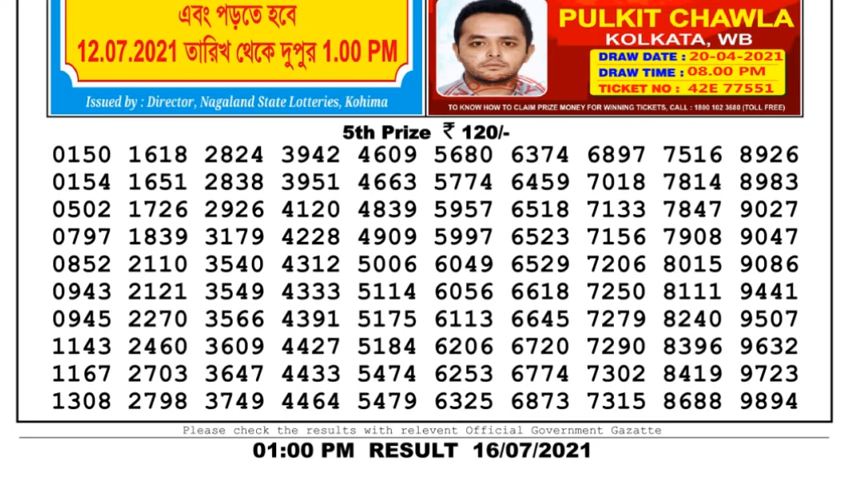 এবং পড়তে হবে
12.07.2021 তারিখ থেকে দুপুর 1.00 PM
Issued by : Director, Nagaland State Lotteries, Kohima
PULKIT CHAWLA
KOLKATA, WB
DRAW DATE : 20-04-2021
DRAW TIME : 08.00 PM
TICKET NO : 42E 77551
TO KNOW HOW TO CLAIM PRIZE MONEY FOR WINNING TICKETS, CALL : 1800 102 3580 (TOLL FREE)
5th Prize ₹ 120/-
0150 1618 2824 3942 4609 5680 6374 6897 7516 8926
0154 1651 2838 3951 4663 5774 6459 7018 7814 8983
0502 1726 2926 4120 4839 5957 6518 7133 7847 9027
0797 1839 3179 4228 4909 5997 6523 7156 7908 9047
0852 2110 3540 4312 5006 6049 6529 7206 8015 9086
0943 2121 3549 4333 5114 6056 6618 7250 8111 9441
0945 2270 3566 4391 5175 6113 6645 7279 8240 9507
1143 2460 3609 4427 5184 6206 6720 7290 8396 9632
1167 2703 3647 4433 5474 6253 6774 7302 8419 9723
1308 2798 3749 4464 5479 6325 6873 7315 8688 9894
Please check the results with relevent Official Government Gazatte
01:00 PM RESULT 16/07/2021